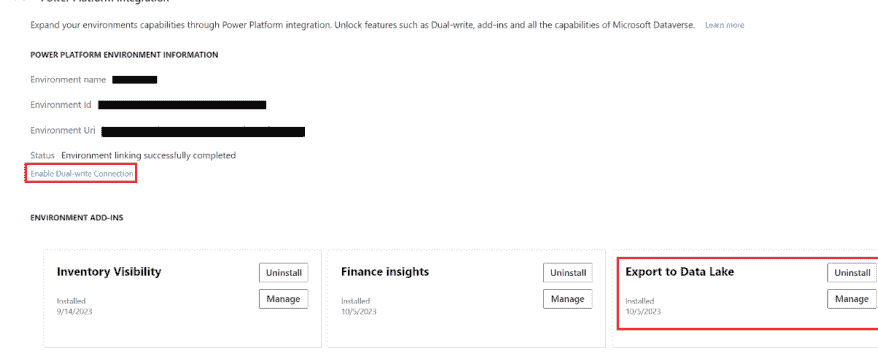 Power Platform integration
Expand your environments capabilities through Power Platform integration. Unlock features such as Dual-write, add-ins and all the capabilities of Microsoft Dataverse. Learn more
POWER PLATFORM ENVIRONMENT INFORMATION
Environment name
Environment Id
Environment Uri
Status Environment linking successfully completed
Enable Dual-write Connection
ENVIRONMENT ADD-INS
Inventory Visibility
Uninstall
Installed
9/14/2023
Manage
Finance insights
Uninstall
Installed
10/5/2023
Manage
Export to Data Lake
Uninstall
Installed
10/5/2023
Manage